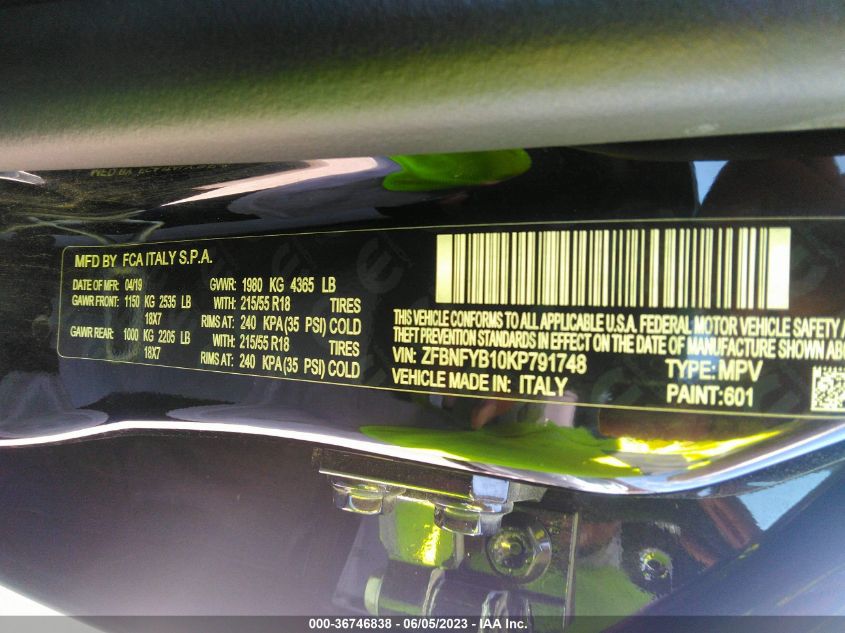 MFD BY FCA ITALY S.P.A.
DATE OF MFR: 04/19 GVWR: 1980 KG 4365 LB
GAWR FRONT: 1150 KG 2535 LB WITH: 215/55 R18 TIRES
18X7 RIMS AT: 240 KPA (35 PSI) COLD
GAWR REAR: 1000 KG 2205 LB WITH: 215/55 R18 TIRES
18X7 RIMS AT: 240 KPA (35 PSI) COLD
THIS VEHICLE CONFORMS TO ALL APPLICABLE U.S.A. FEDERAL MOTOR VEHICLE SAFETY
THEFT PREVENTION STANDARDS IN EFFECT ON THE DATE OF MANUFACTURE SHOWN
VIN: ZFBNFYB10KP791748 TYPE: MPV
VEHICLE MADE IN: ITALY PAINT:601
000-36746838 - 06/05/2023 - IAA Inc.